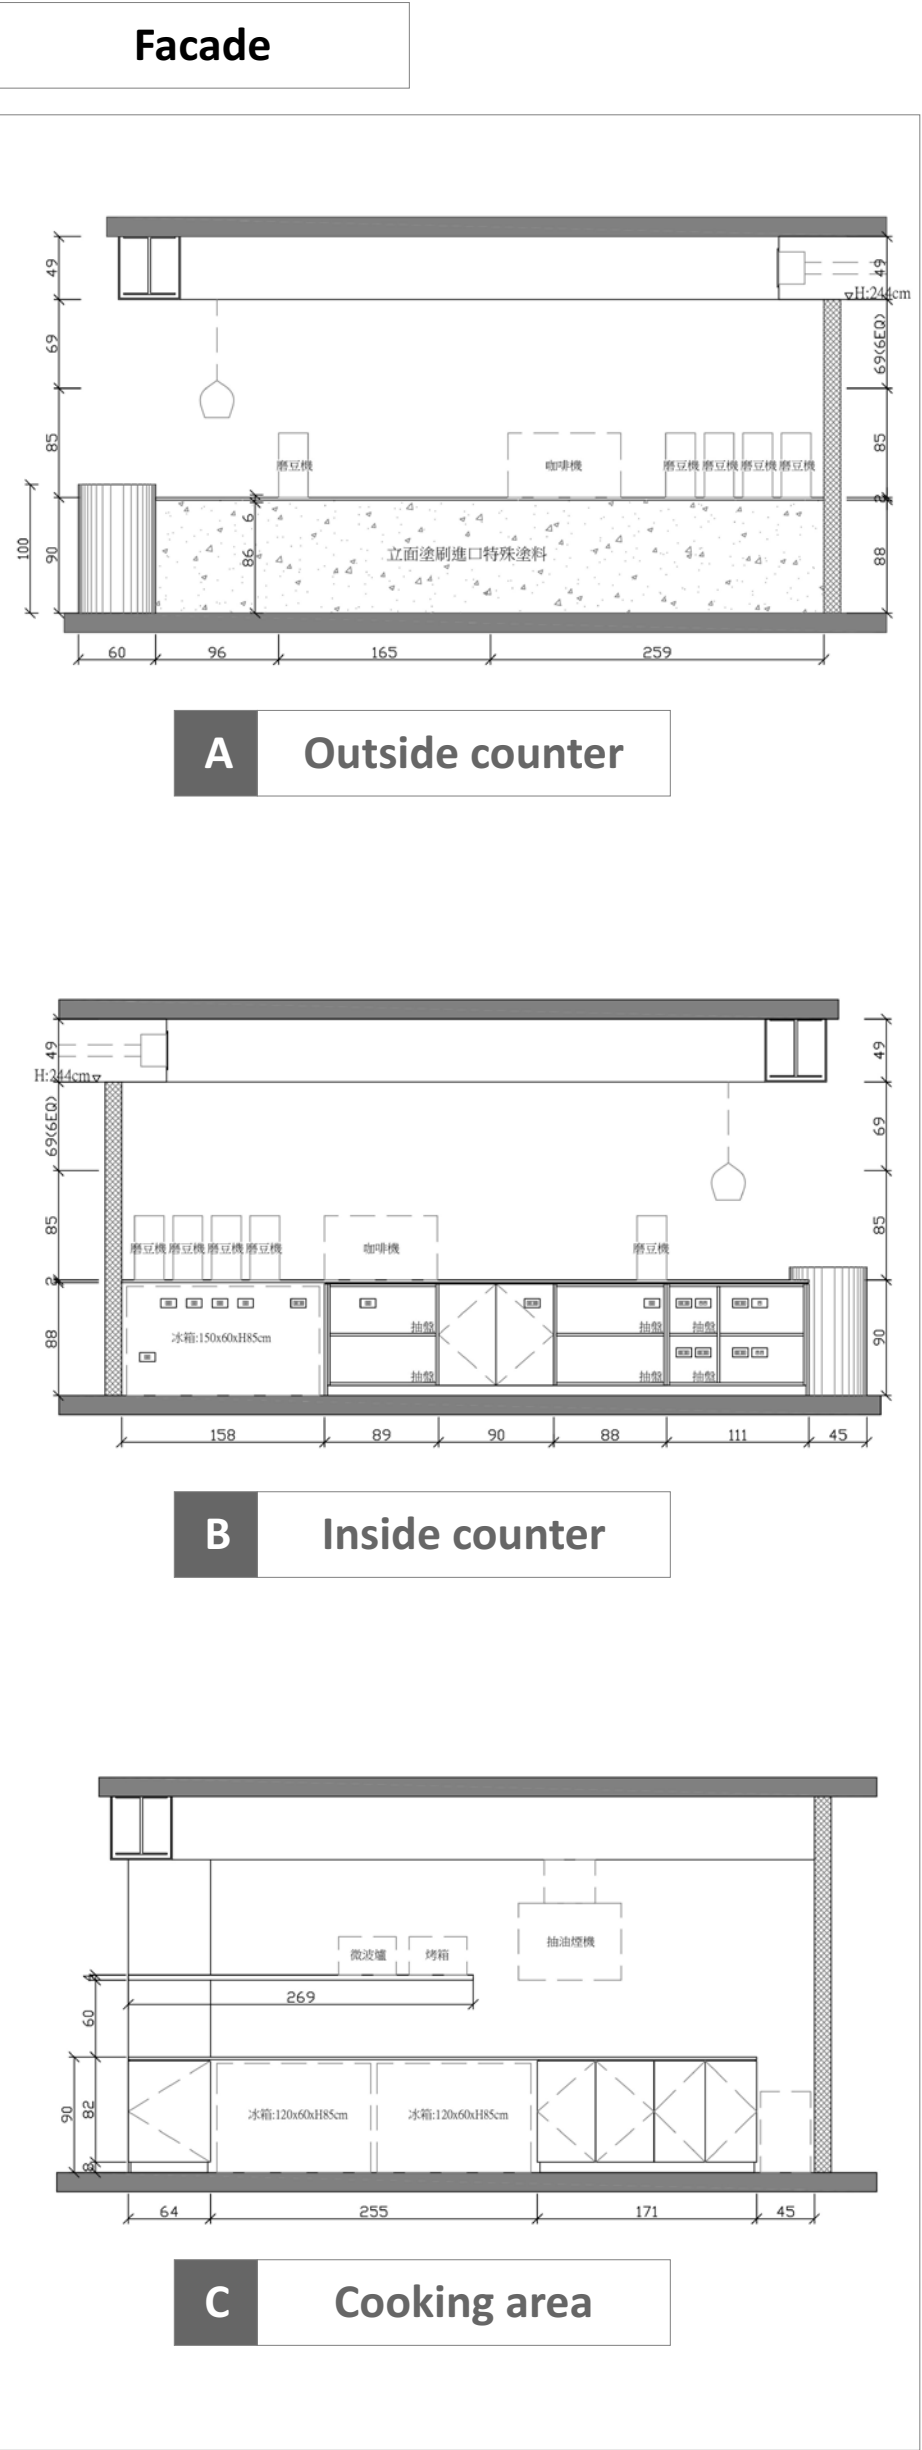 Facade
49
49
H:244cm
69
69(6EQ)
85
85
磨豆機
咖啡機
磨豆機
磨豆機
磨豆機
磨豆機
2
6
100
90
86
立面塗刷進口特殊塗料
88
60
96
165
259
A Outside counter
49
49
H:244cm
69(6EQ)
69
85
85
磨豆機
磨豆機
磨豆機
磨豆機
咖啡機
磨豆機
2
冰箱:150x60xH85cm
抽盤
抽盤
抽盤
88
90
抽盤
抽盤
抽盤
158
89
90
88
111
45
B Inside counter
抽油煙機
微波爐
烤箱
269
60
90
82
冰箱:120x60xH85cm
冰箱:120x60xH85cm
8
64
255
171
45
C Cooking area